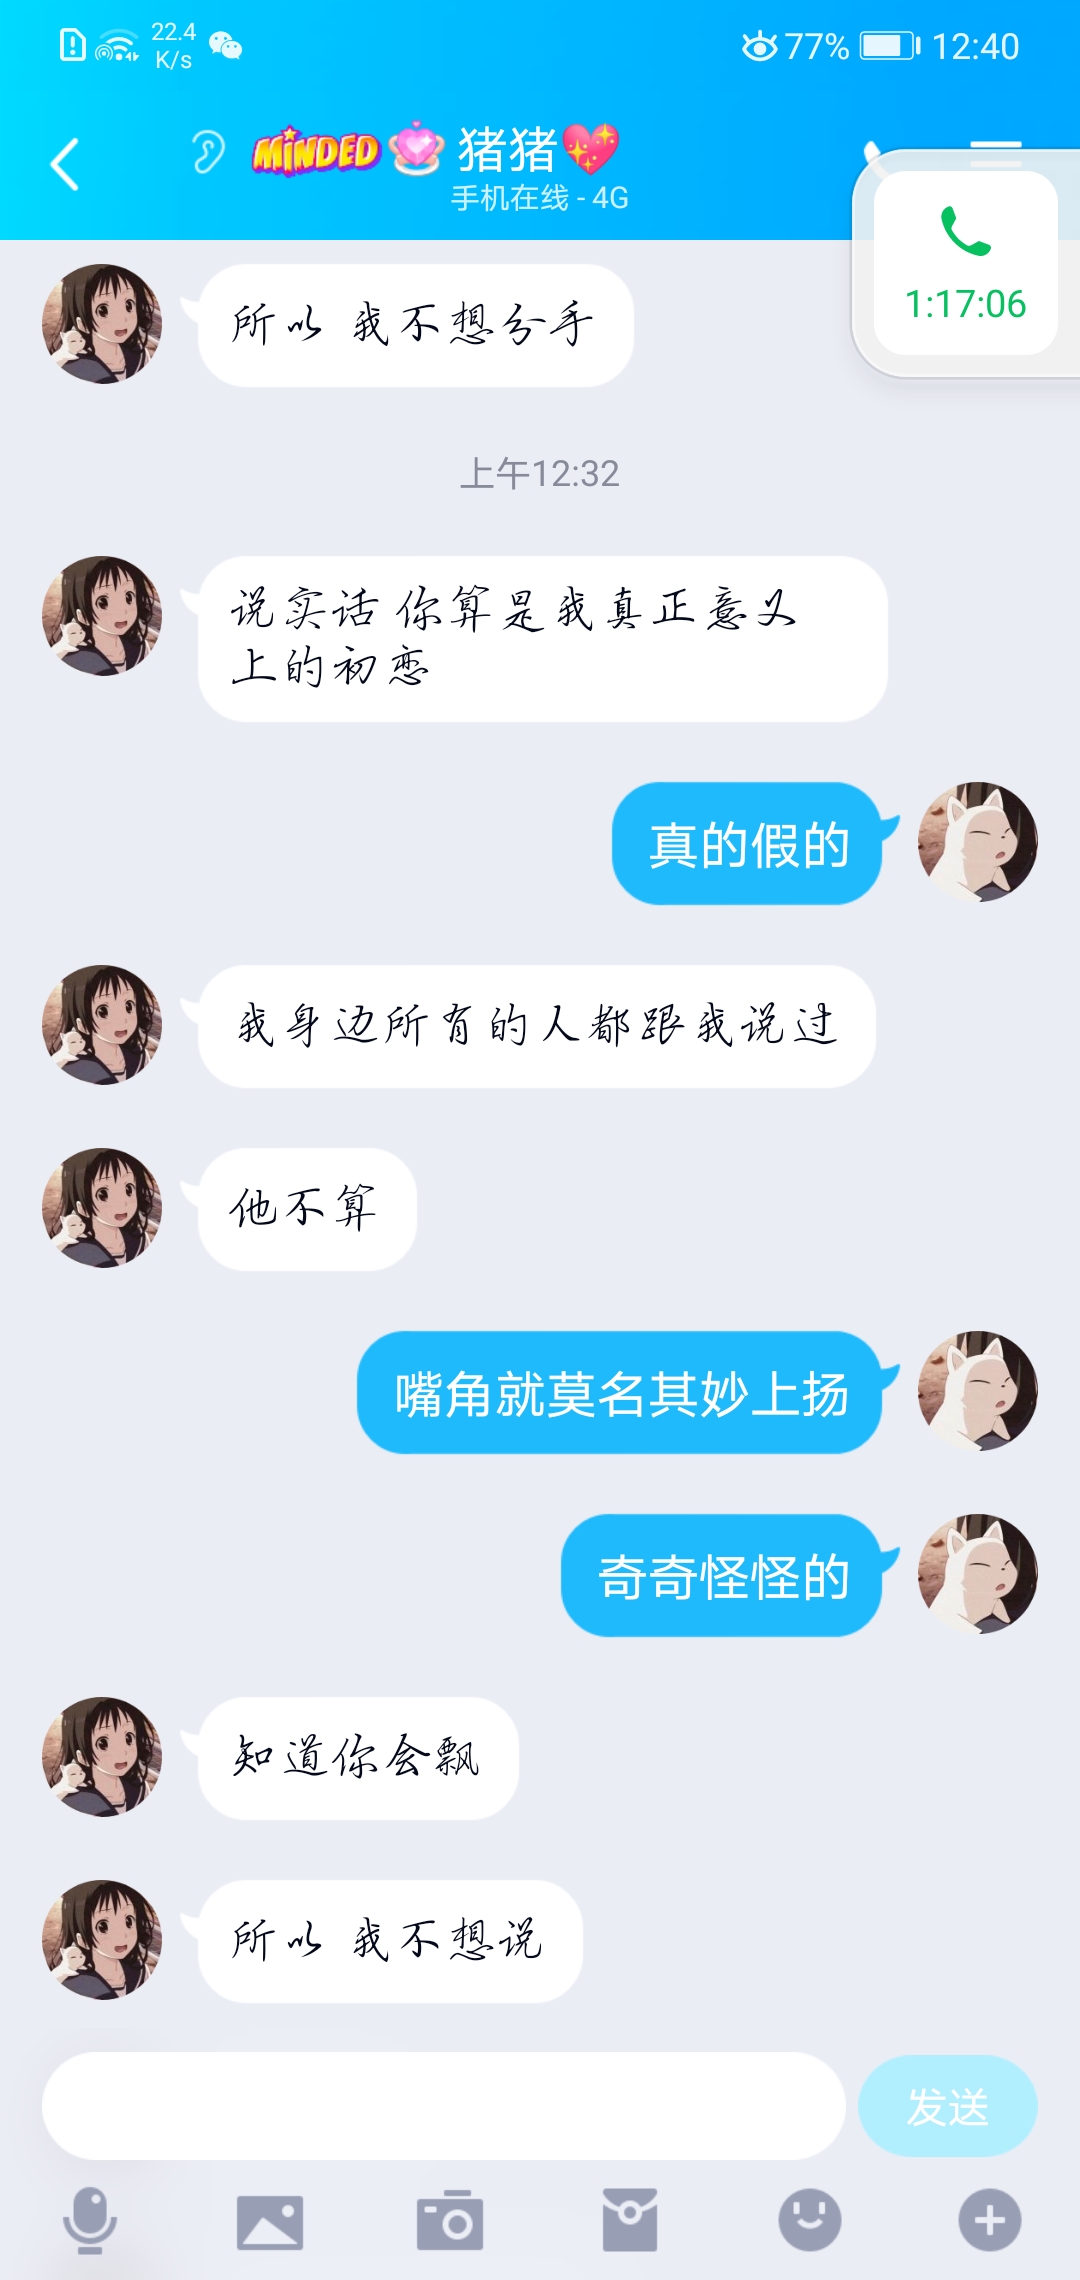 22.4
K/s
77%
12:40
MiNDED
猪猪
手机在线 - 4G
1:17:06
所以 我不想分手
上午12:32
说实话 你算是我真正意义
上的初恋
真的假的
我身边所有的人都跟我说过
他不算
嘴角就莫名其妙上扬
奇奇怪怪的
知道你会飘
所以 我不想说
发送